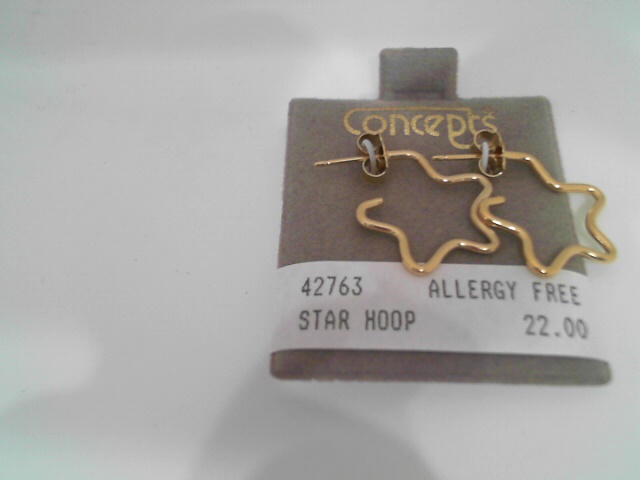 Concepts
42763 ALLERGY FREE
STAR HOOP 22.00